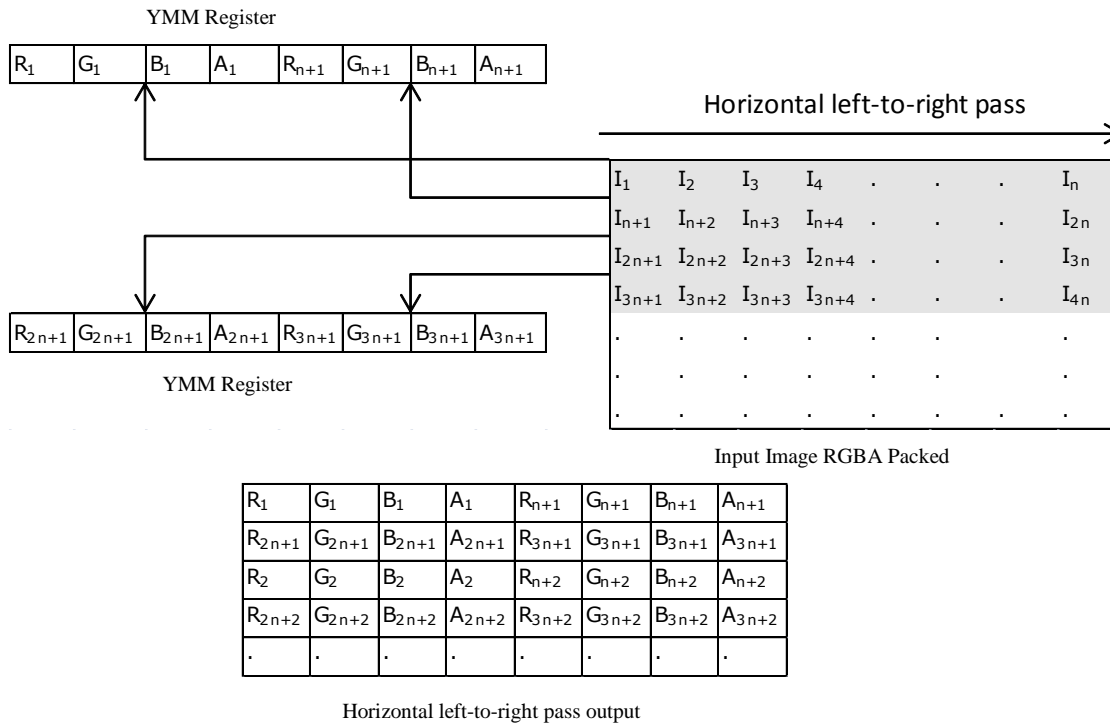 YMM Register
R₁ G₁ B₁ A₁ Rₙ₊₁ Gₙ₊₁ Bₙ₊₁ Aₙ₊₁
Horizontal left-to-right pass
I₁ I₂ I₃ I₄ . . . Iₙ
Iₙ₊₁ Iₙ₊₂ Iₙ₊₃ Iₙ₊₄ . . . I₂ₙ
I₂ₙ₊₁ I₂ₙ₊₂ I₂ₙ₊₃ I₂ₙ₊₄ . . . I₃ₙ
I₃ₙ₊₁ I₃ₙ₊₂ I₃ₙ₊₃ I₃ₙ₊₄ . . . I₄ₙ
. . . . . . . .
. . . . . . . .
. . . . . . . .
R₂ₙ₊₁ G₂ₙ₊₁ B₂ₙ₊₁ A₂ₙ₊₁ R₃ₙ₊₁ G₃ₙ₊₁ B₃ₙ₊₁ A₃ₙ₊₁
YMM Register
Input Image RGBA Packed
R₁ G₁ B₁ A₁ Rₙ₊₁ Gₙ₊₁ Bₙ₊₁ Aₙ₊₁
R₂ₙ₊₁ G₂ₙ₊₁ B₂ₙ₊₁ A₂ₙ₊₁ R₃ₙ₊₁ G₃ₙ₊₁ B₃ₙ₊₁ A₃ₙ₊₁
R₂ G₂ B₂ A₂ Rₙ₊₂ Gₙ₊₂ Bₙ₊₂ Aₙ₊₂
R₂ₙ₊₂ G₂ₙ₊₂ B₂ₙ₊₂ A₂ₙ₊₂ R₃ₙ₊₂ G₃ₙ₊₂ B₃ₙ₊₂ A₃ₙ₊₂
. . . . . . . .
Horizontal left-to-right pass output